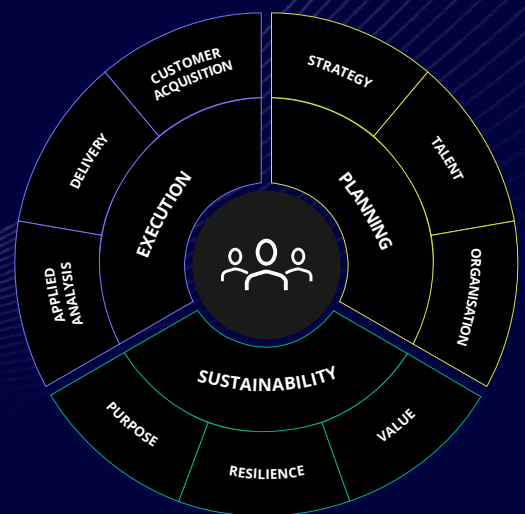 STRATEGY
TALENT
ORGANISATION
PLANNING
VALUE
RESILIENCE
PURPOSE
SUSTAINABILITY
APPLIED
ANALYSIS
DELIVERY
CUSTOMER
ACQUISITION
EXECUTION